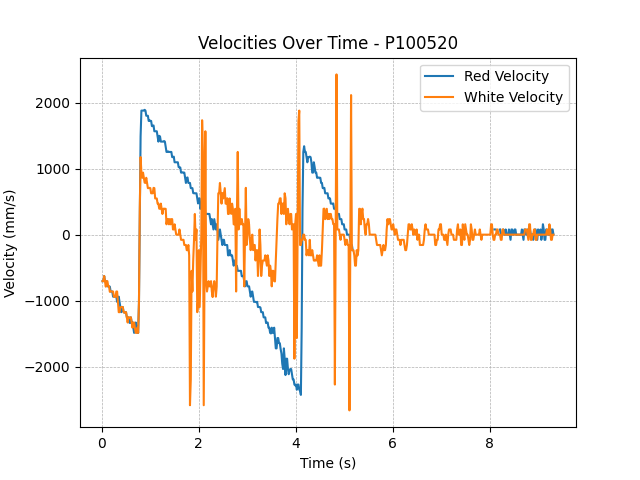 Velocities Over Time - P100520
Red Velocity
White Velocity
2000
1000
0
−1000
−2000
Velocity (mm/s)
0 2 4 6 8
Time (s)